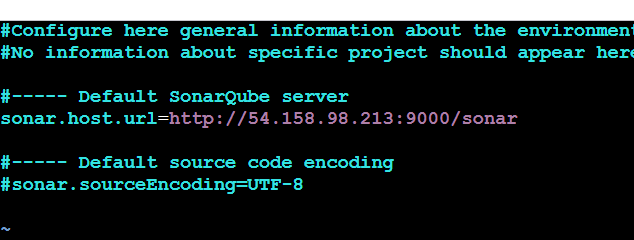 #Configure here general information about the environment
#No information about specific project should appear here
#----- Default SonarQube server
sonar.host.url=http://54.158.98.213:9000/sonar
#----- Default source code encoding
#sonar.sourceEncoding=UTF-8
~